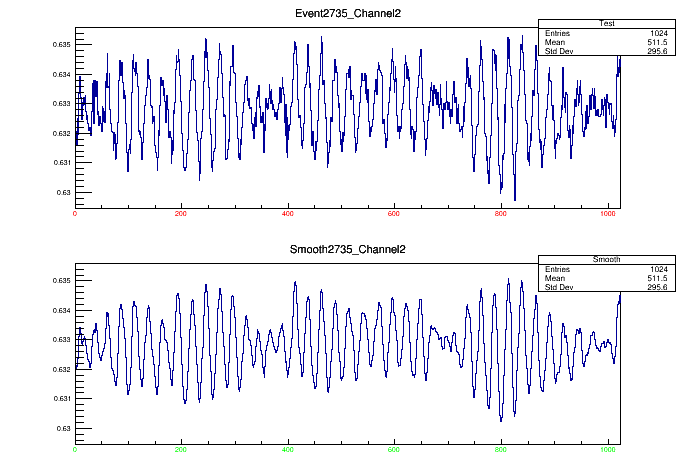 Event2735_Channel2
Test
Entries 1024
Mean 511.5
Std Dev 295.6
0.635
0.634
0.633
0.632
0.631
0.63
0 200 400 600 800 1000
Smooth2735_Channel2
Smooth
Entries 1024
Mean 511.5
Std Dev 295.6
0.635
0.634
0.633
0.632
0.631
0.63
0 200 400 600 800 1000